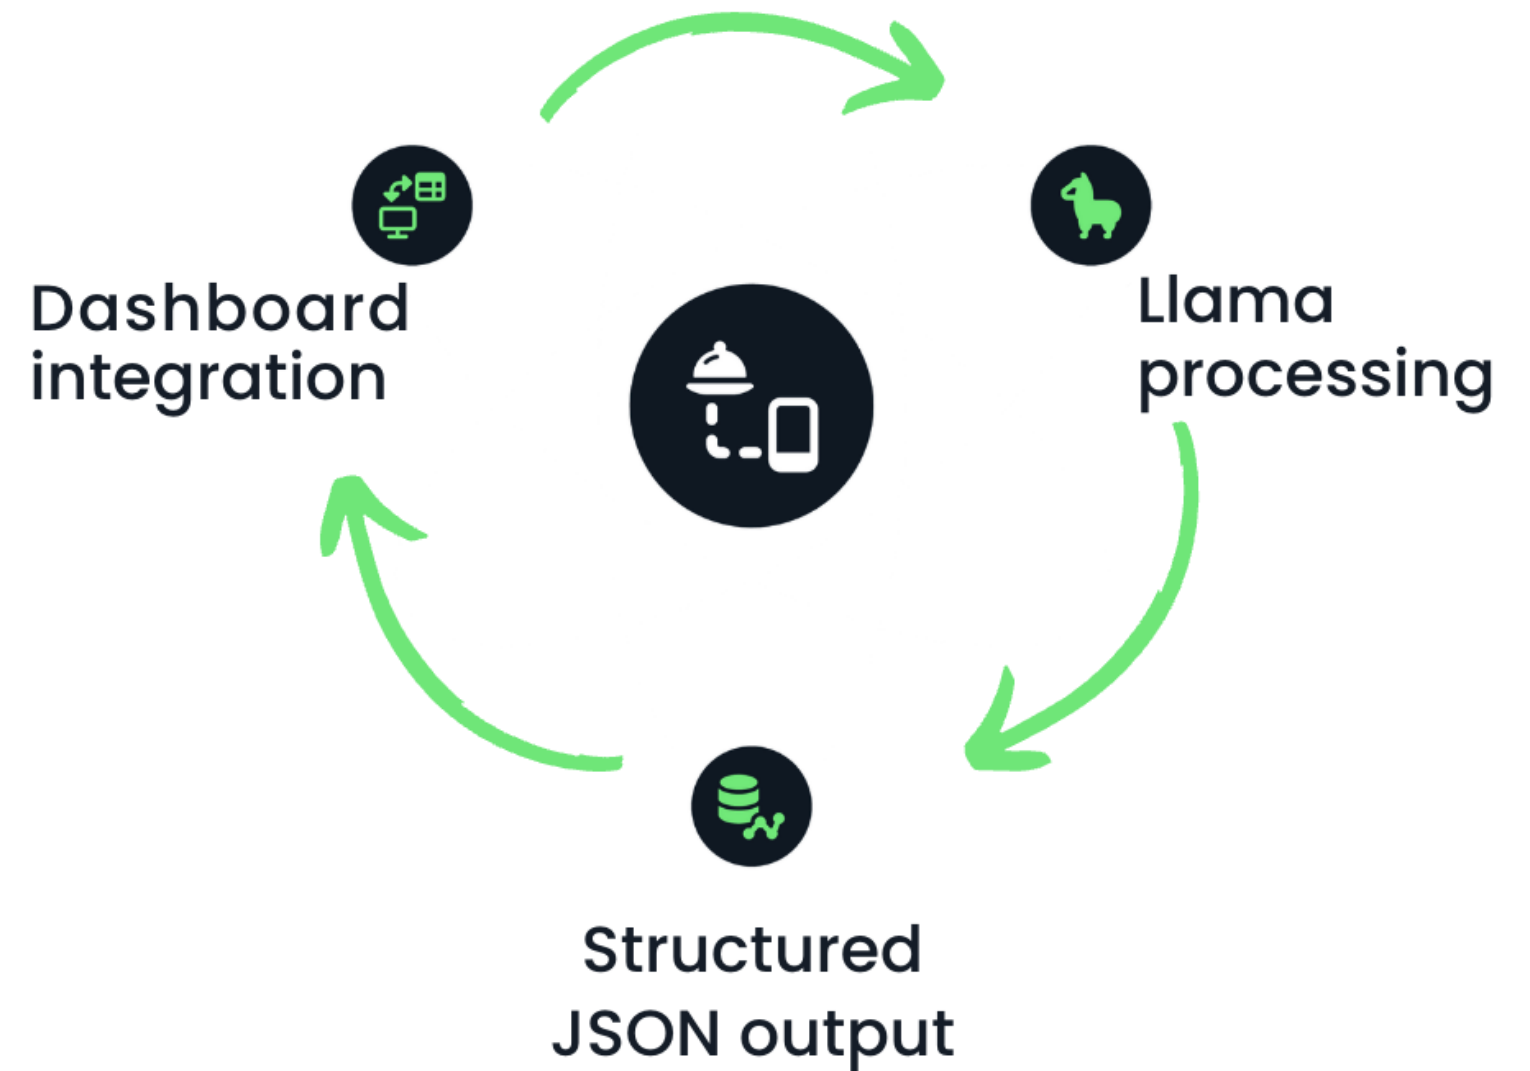 Dashboard
integration
Llama
processing
Structured
JSON output